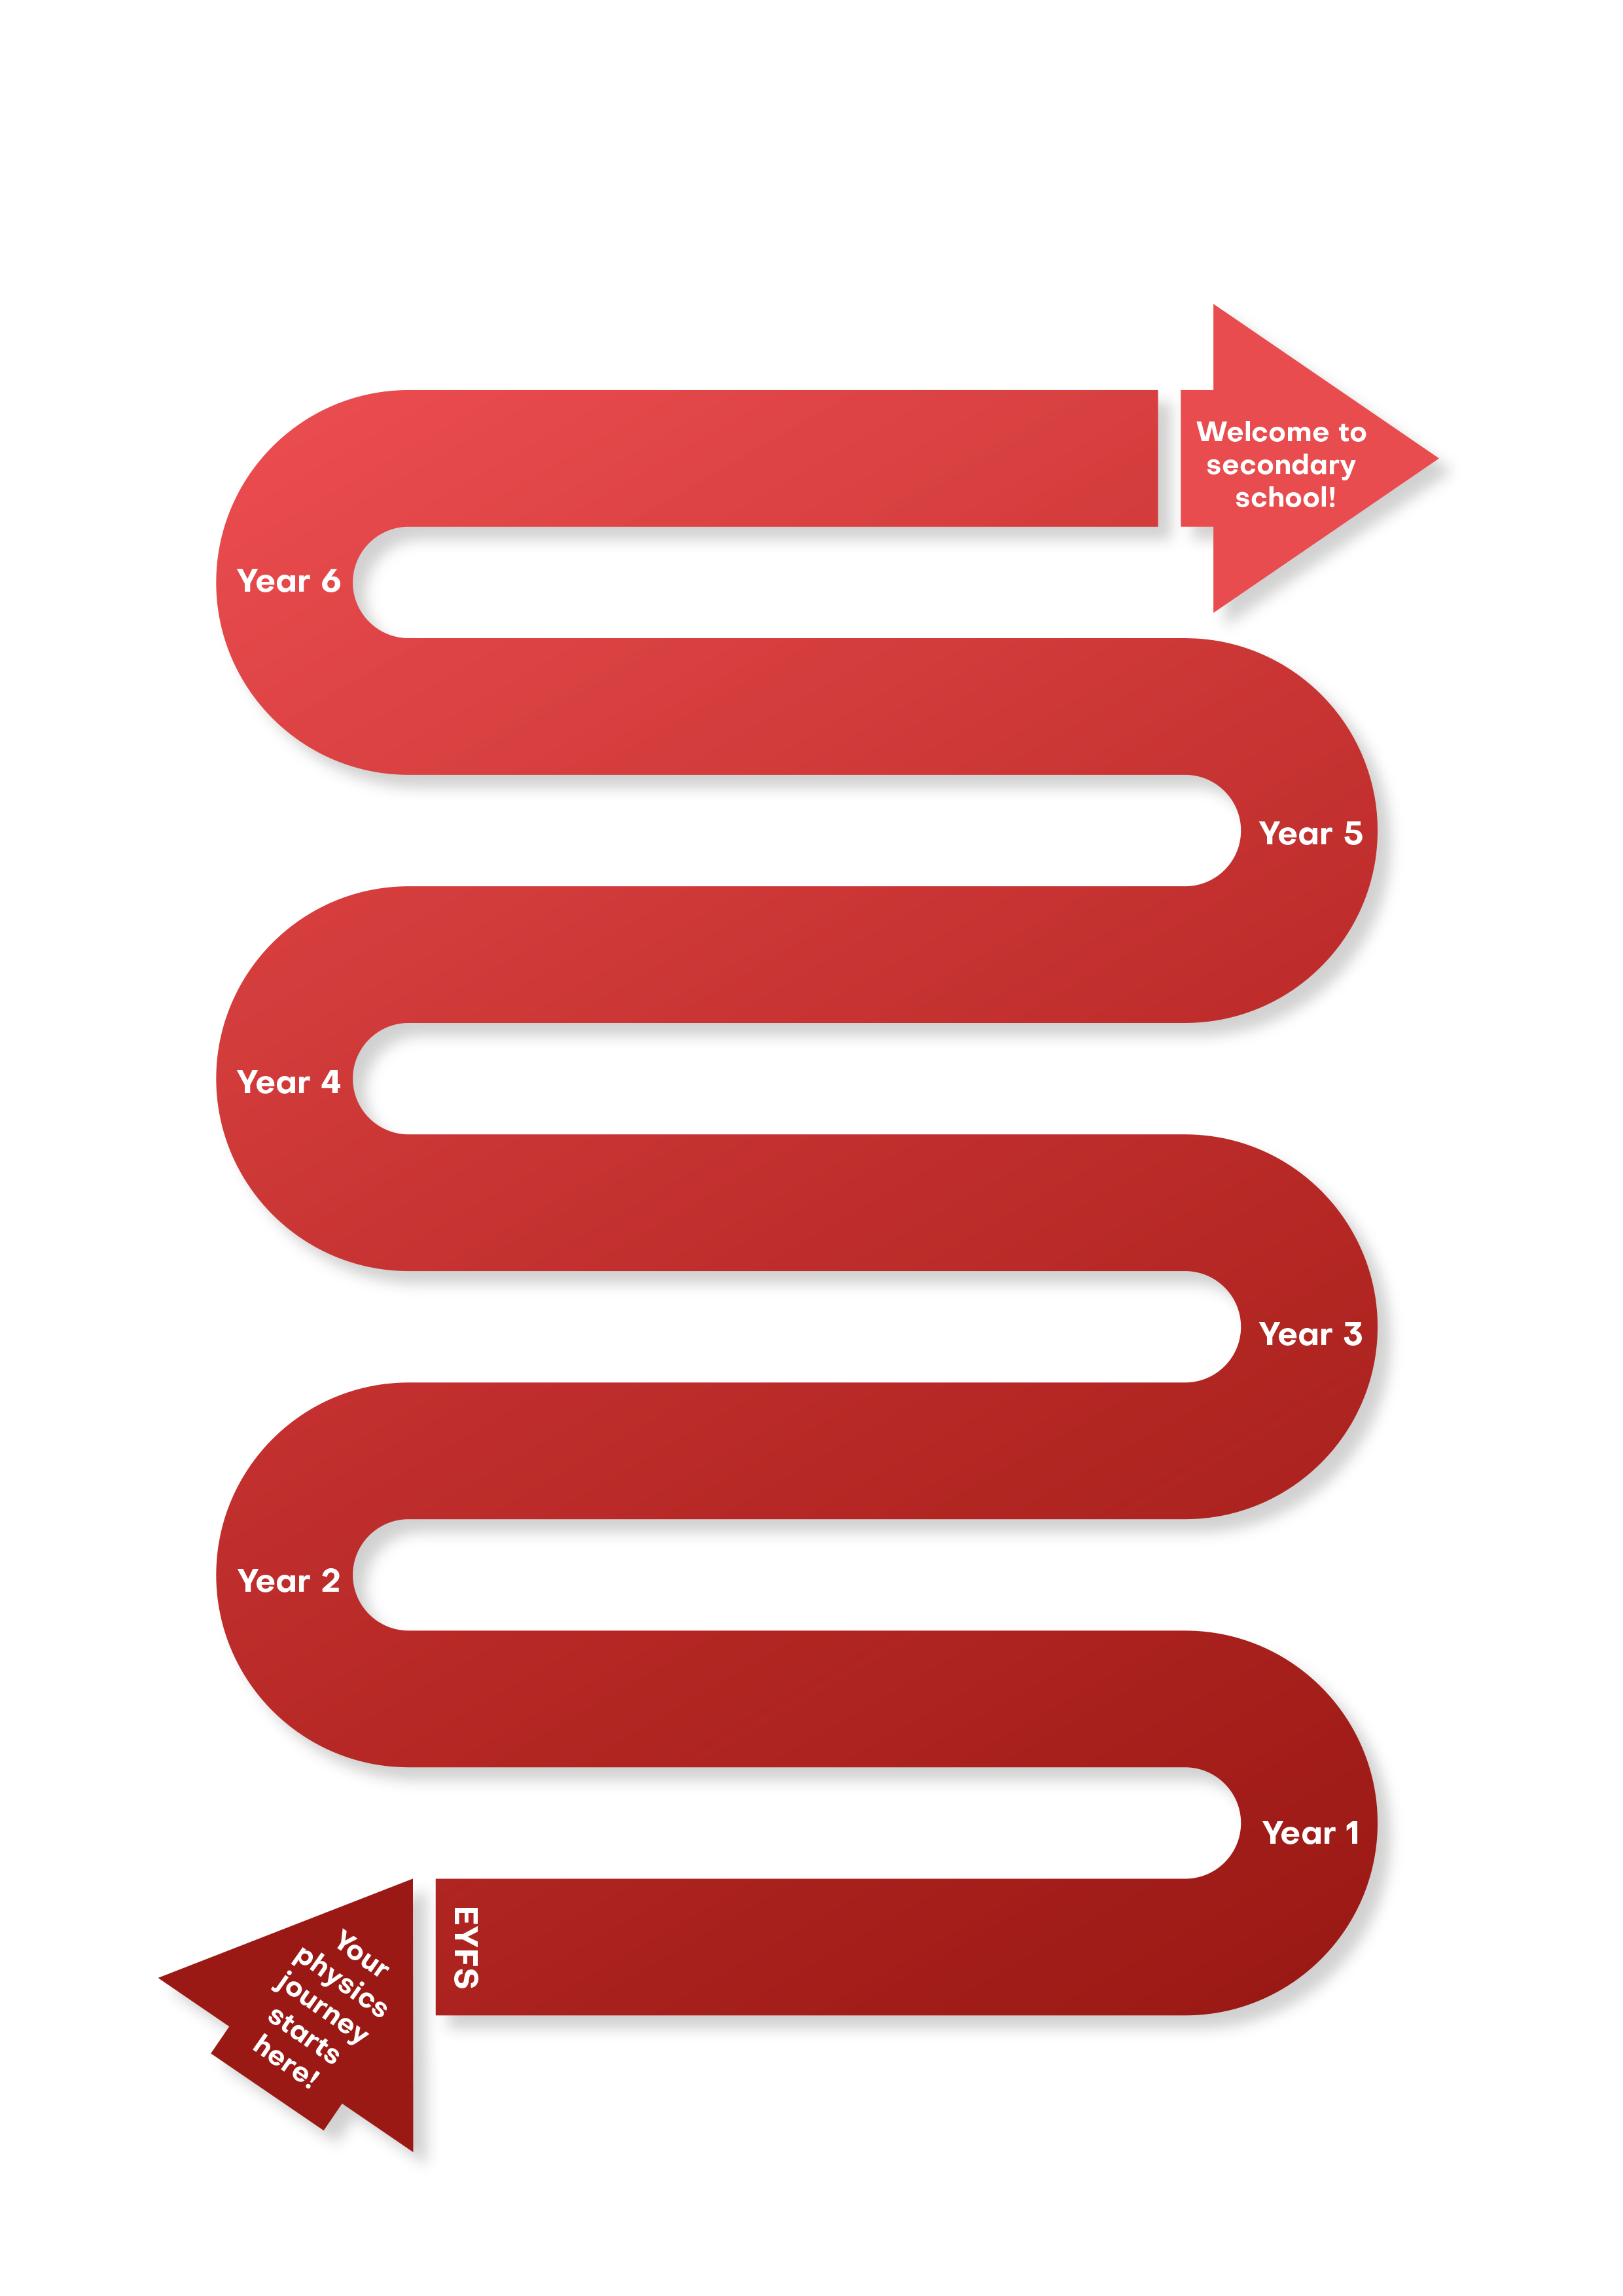 Welcome to
secondary
school!
Year 6
Year 5
Year 4
Year 3
Year 2
Year 1
EYFS
Your
physics
journey
starts
here!